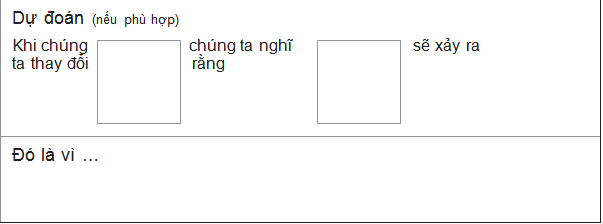 Dự đoán (nếu phù hợp)
Khi chúng chúng ta nghĩ sẽ xảy ra
ta thay đổi rằng
Đó là vì ...